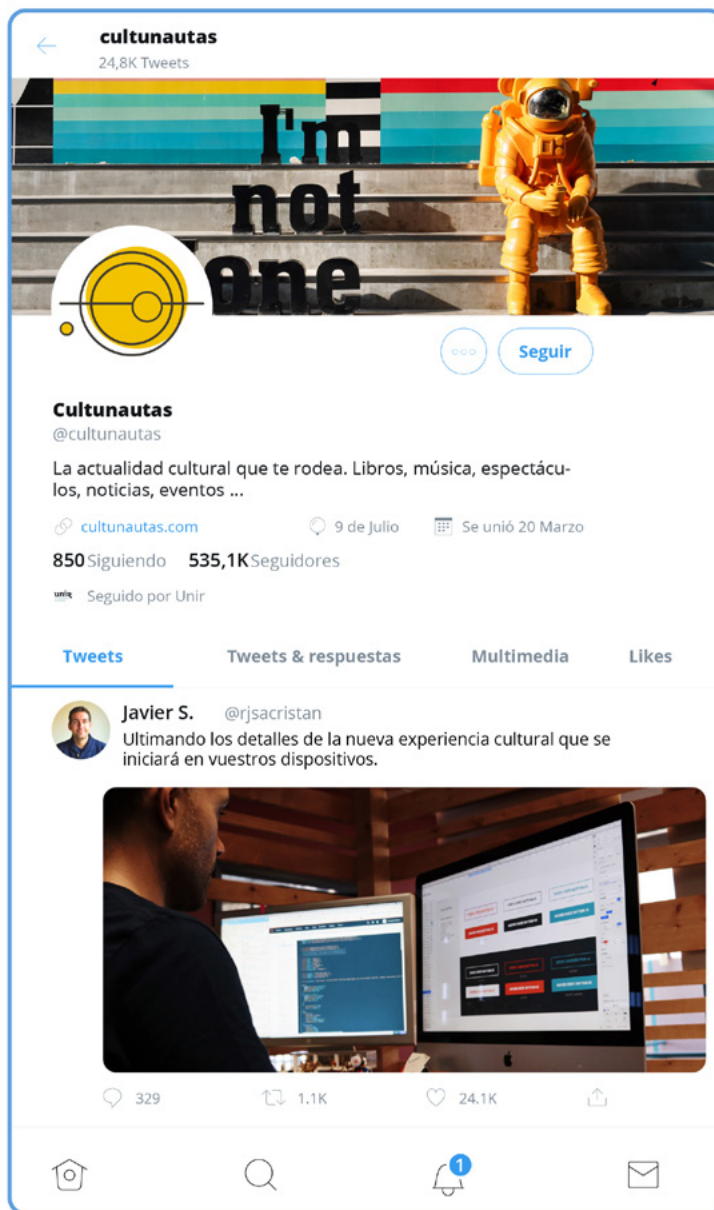 cultunautas
24,8K Tweets
I'm
not
one
Seguir
Cultunautas
@cultunautas
La actualidad cultural que te rodea. Libros, música, espectácu-
los, noticias, eventos ...
cultunautas.com 9 de Julio Se unió 20 Marzo
850 Siguiendo 535,1K Seguidores
unir Seguido por Unir
Tweets Tweets & respuestas Multimedia Likes
Javier S. @rjsacristan
Ultimando los detalles de la nueva experiencia cultural que se
iniciará en vuestros dispositivos.
329 1.1K 24.1K
1